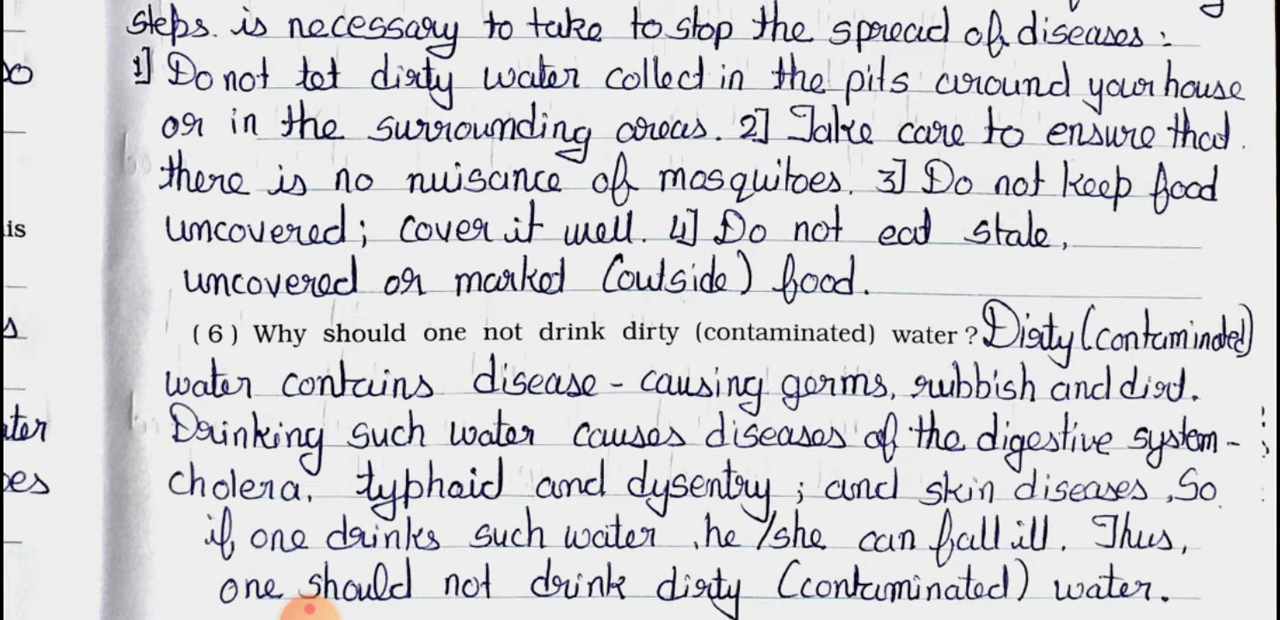 steps. is necessary to take to stop the spread of diseases :
1] Do not let dirty water collect in the pits around your house
or in the surrounding areas. 2] Take care to ensure that
there is no nuisance of mosquitoes. 3] Do not keep food
uncovered; cover it well. 4] Do not eat stale,
uncovered or market (outside) food.
is
(6) Why should one not drink dirty (contaminated) water? Dirty (contaminated)
water contains disease - causing germs, rubbish and dirt.
ater Drinking such water causes diseases of the digestive system -
es cholera, typhoid and dysentry ; and skin diseases, So
if one drinks such water, he /she can fall ill. Thus,
one should not drink dirty (contaminated) water.